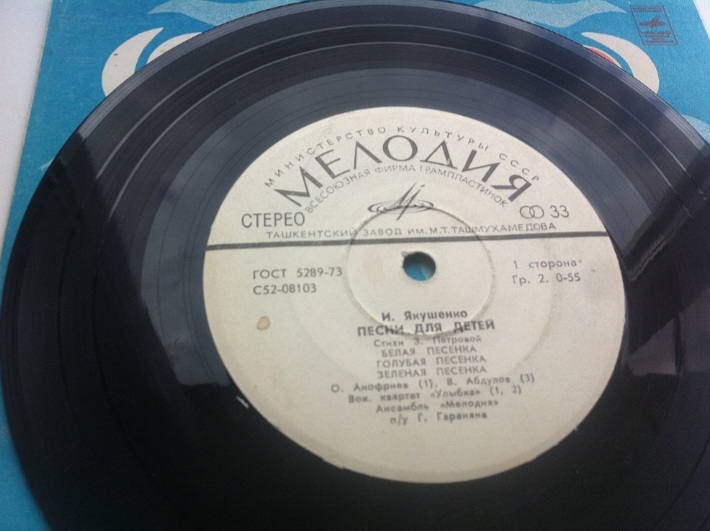 МИНИСТЕРСТВО КУЛЬТУРЫ СССР
МЕЛОДИЯ
ВСЕСОЮЗНАЯ ФИРМА ГРАМПЛАСТИНОК
СТЕРЕО
33
ТАШКЕНТСКИЙ ЗАВОД ИМ. М.Т. ТАШМУХАМЕДОВА
ГОСТ 5289-73
С52-08103
1 сторона
Гр. 2. 0-55
И. Якушенко
ПЕСНИ ДЛЯ ДЕТЕЙ
Стихи З. Петровой
БЕЛАЯ ПЕСЕНКА
ГОЛУБАЯ ПЕСЕНКА
ЗЕЛЕНАЯ ПЕСЕНКА
О. Анофриев (1), В. Абдулов (3)
Вок. квартет «Улыбка» (1, 2)
Ансамбль «Мелодия»
п/у Г. Гараняна